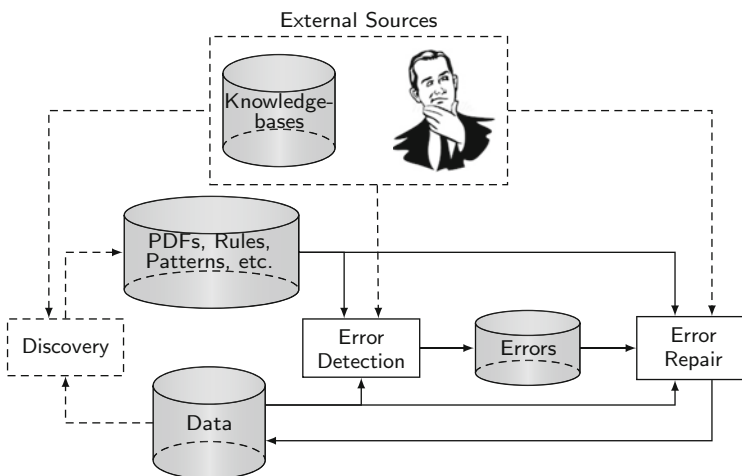 External Sources
Knowledge-
bases
PDFs, Rules,
Patterns, etc.
Discovery
Error
Detection
Errors
Error
Repair
Data